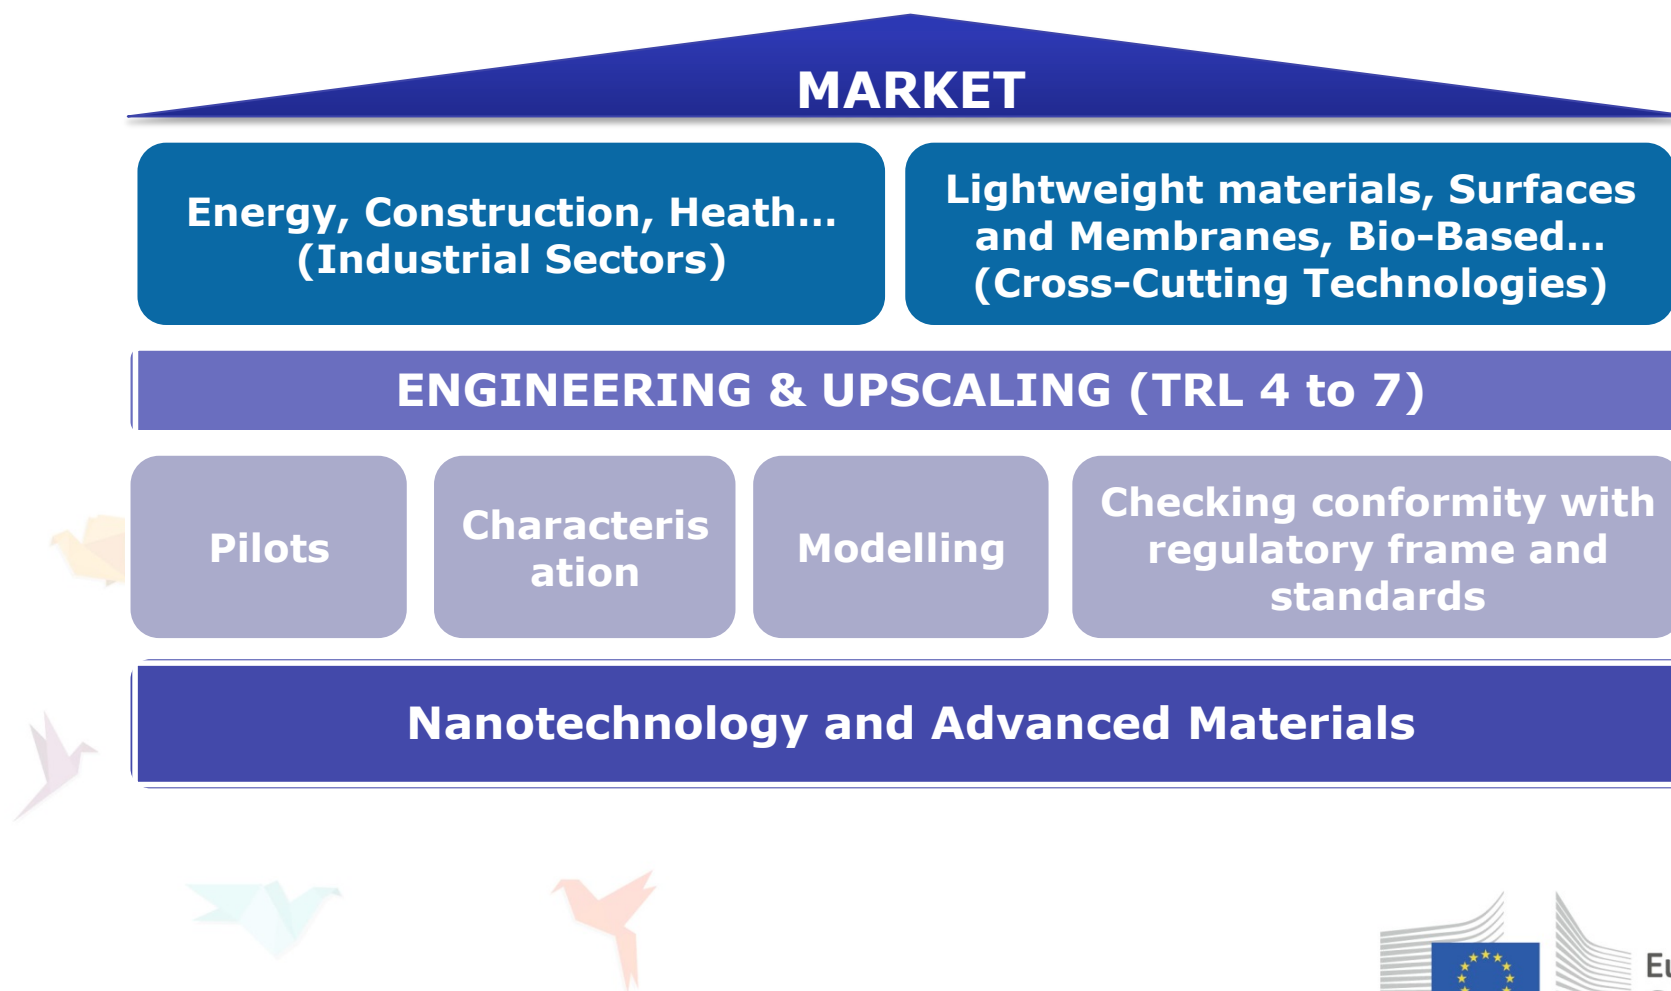 MARKET
Energy, Construction, Heath...
(Industrial Sectors)
Lightweight materials, Surfaces
and Membranes, Bio-Based...
(Cross-Cutting Technologies)
ENGINEERING & UPSCALING (TRL 4 to 7)
Pilots
Characteris
ation
Modelling
Checking conformity with
regulatory frame and
standards
Nanotechnology and Advanced Materials